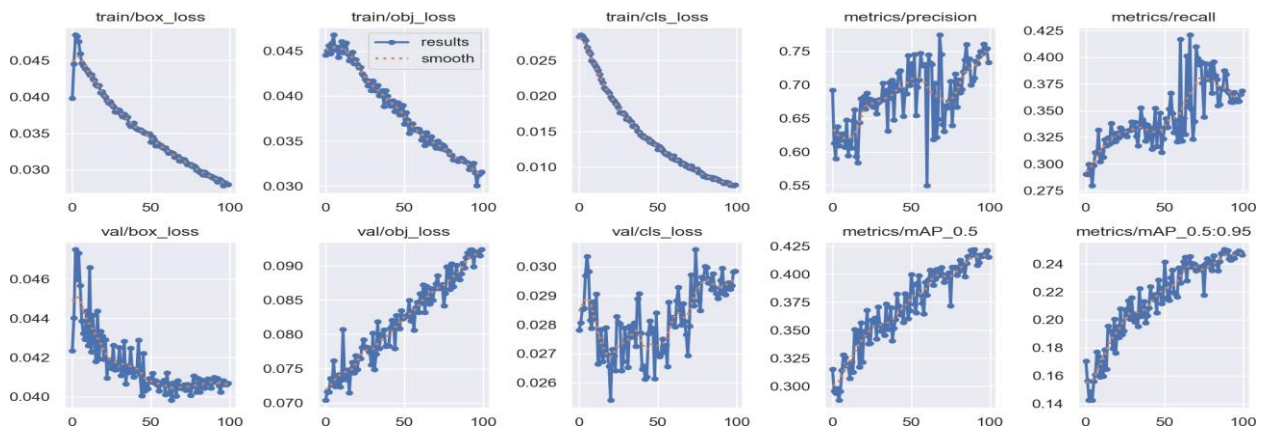 train/box_loss
0.045
0.040
0.035
0.030
0 50 100
train/obj_loss
0.045
0.040
0.035
0.030
0 50 100
results
smooth
train/cls_loss
0.025
0.020
0.015
0.010
0 50 100
metrics/precision
0.75
0.70
0.65
0.60
0.55
0 50 100
metrics/recall
0.425
0.400
0.375
0.350
0.325
0.300
0.275
0 50 100
val/box_loss
0.046
0.044
0.042
0.040
0 50 100
val/obj_loss
0.090
0.085
0.080
0.075
0.070
0 50 100
val/cls_loss
0.030
0.029
0.028
0.027
0.026
0 50 100
metrics/mAP_0.5
0.425
0.400
0.375
0.350
0.325
0.300
0 50 100
metrics/mAP_0.5:0.95
0.24
0.22
0.20
0.18
0.16
0.14
0 50 100